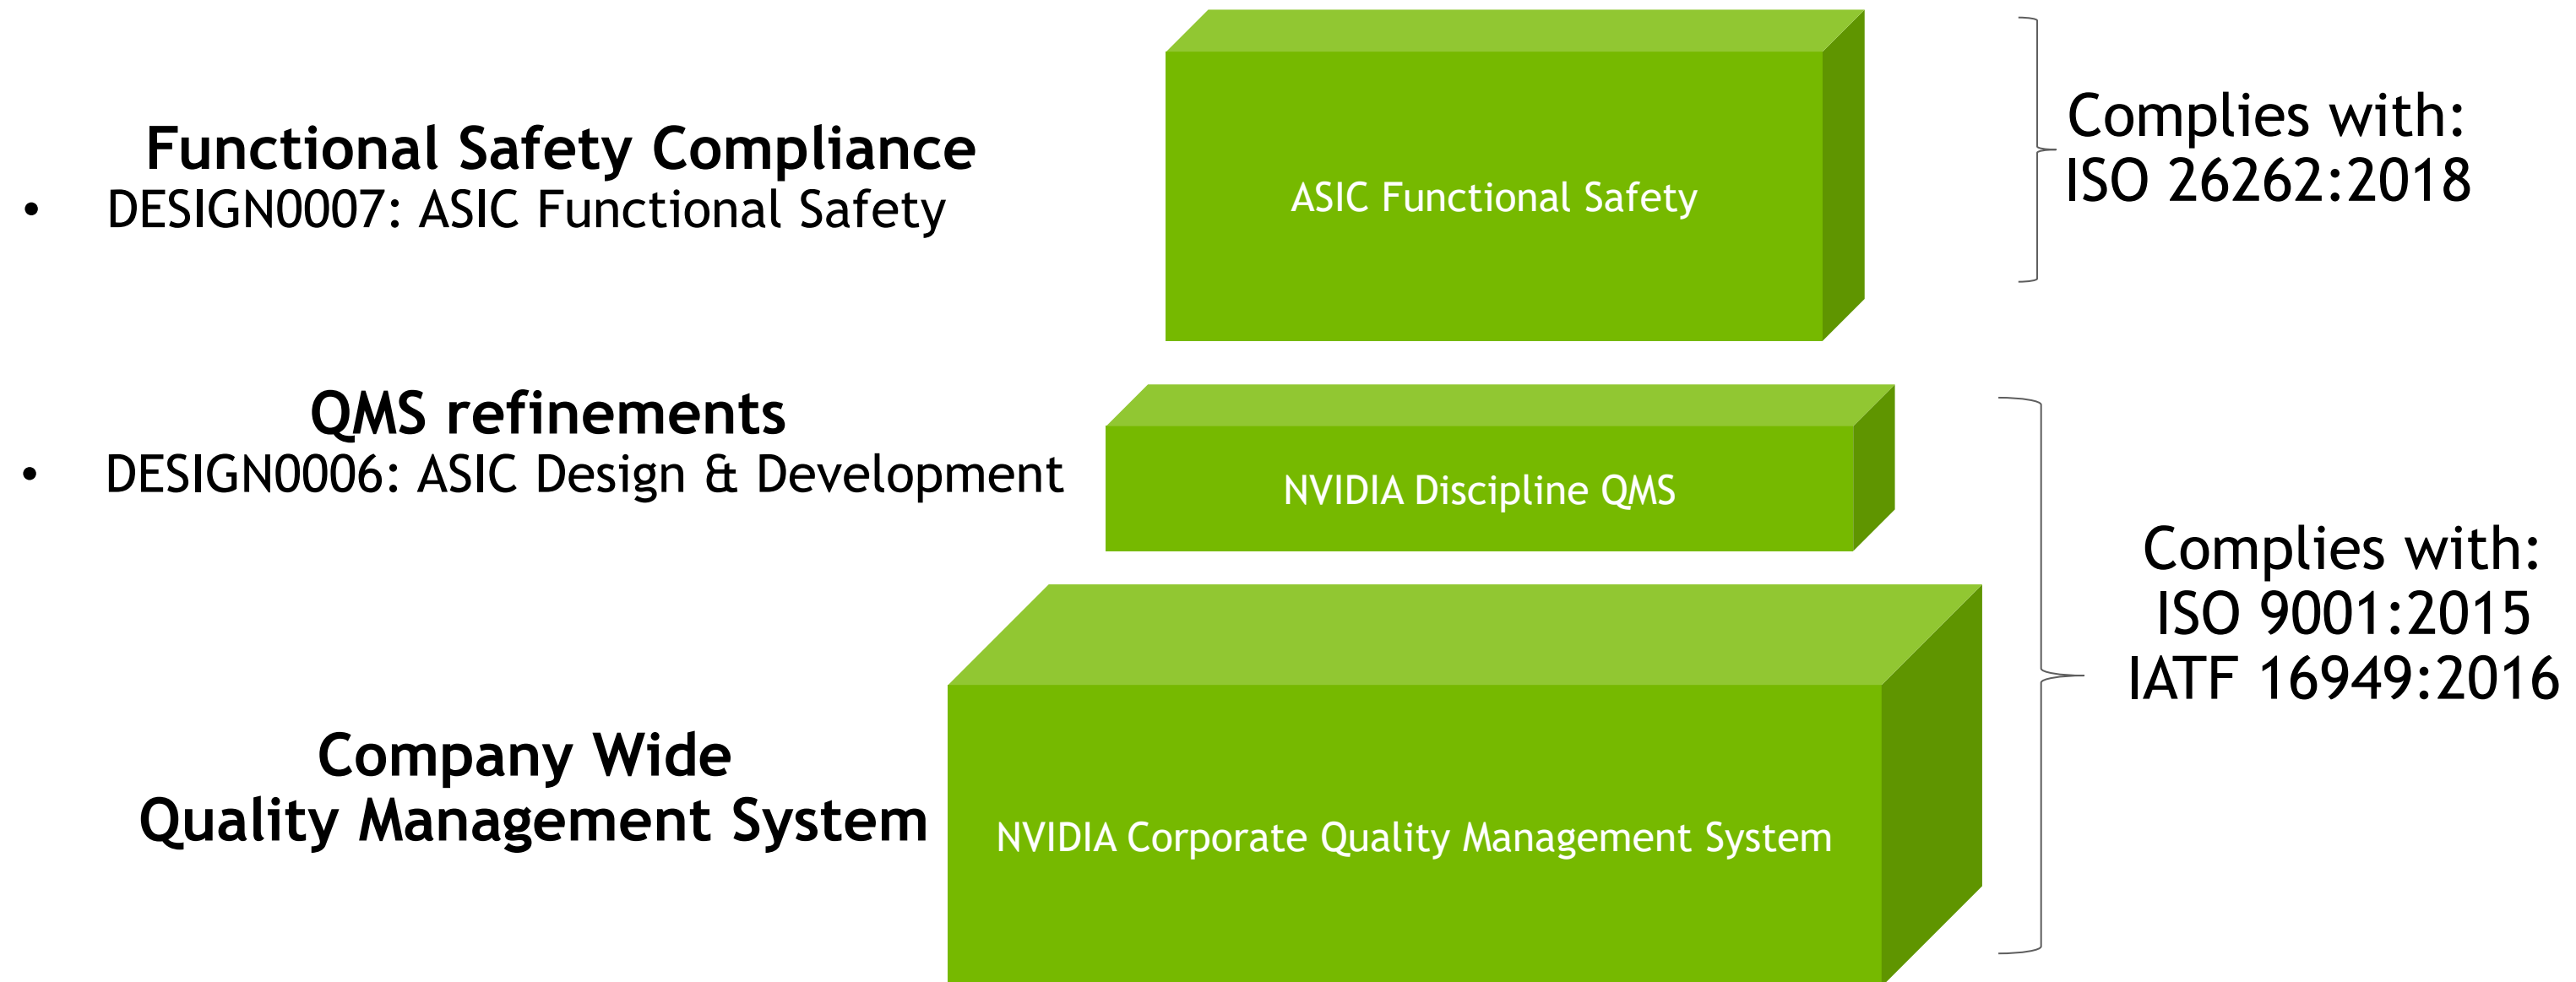 Functional Safety Compliance
• DESIGN0007: ASIC Functional Safety
ASIC Functional Safety
Complies with:
ISO 26262:2018
QMS refinements
• DESIGN0006: ASIC Design & Development
NVIDIA Discipline QMS
Complies with:
ISO 9001:2015
IATF 16949:2016
Company Wide
Quality Management System
NVIDIA Corporate Quality Management System